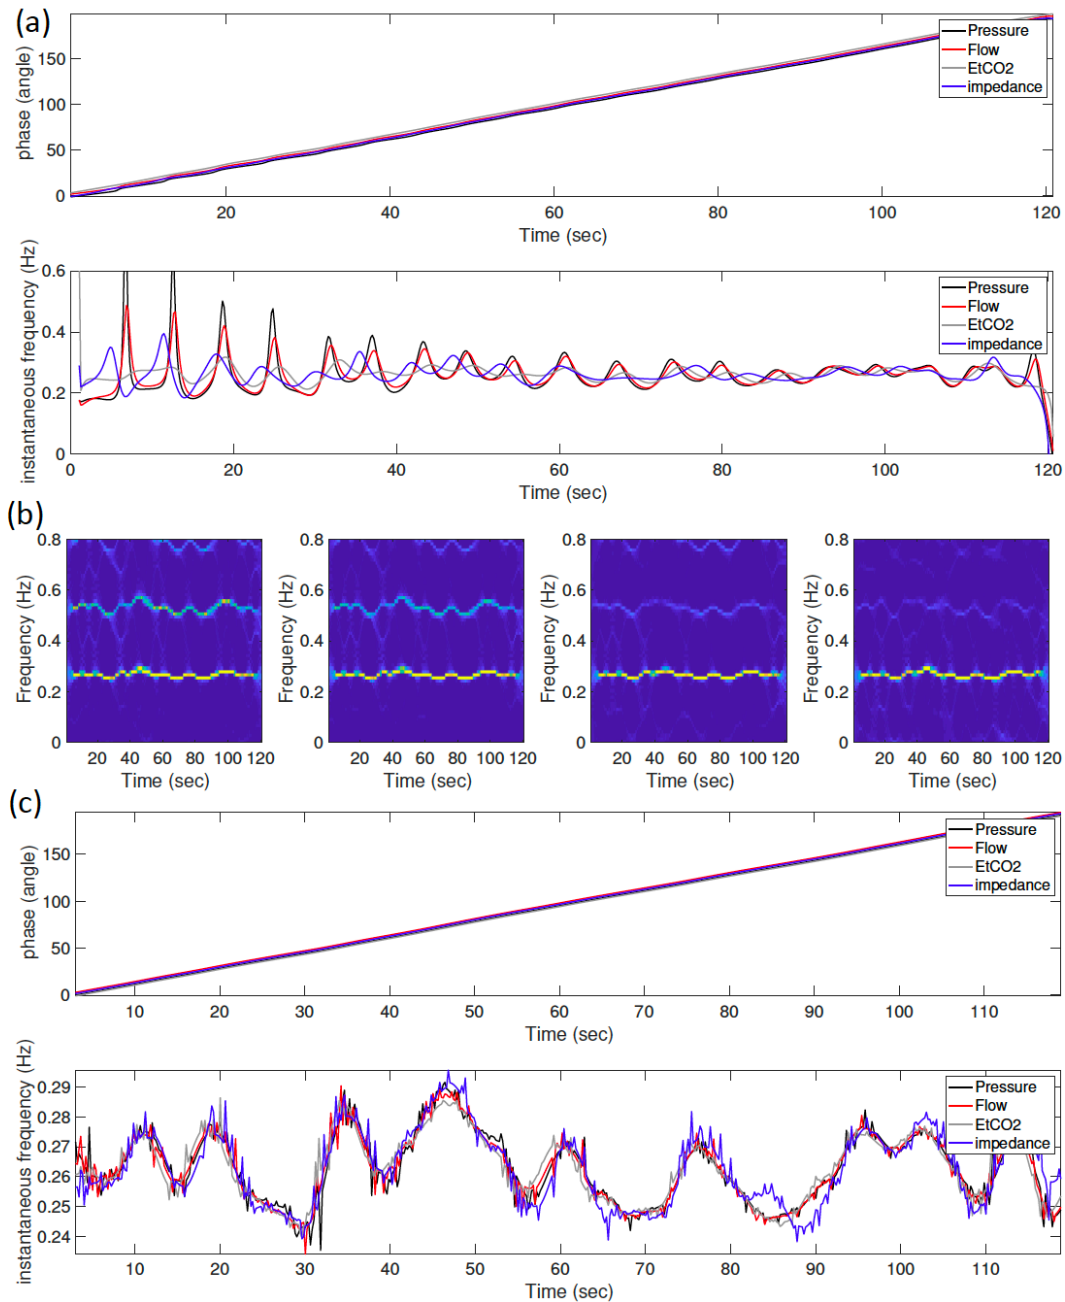 (a)
phase (angle)
150
100
50
0
20 40 60 80 100 120
Time (sec)
Pressure
Flow
EtCO2
impedance
instantaneous frequency (Hz)
0.6
0.4
0.2
0
0 20 40 60 80 100 120
Time (sec)
Pressure
Flow
EtCO2
impedance
(b)
Frequency (Hz)
0.8
0.6
0.4
0.2
0
20 40 60 80 100 120
Time (sec)
Frequency (Hz)
0.8
0.6
0.4
0.2
0
20 40 60 80 100 120
Time (sec)
Frequency (Hz)
0.8
0.6
0.4
0.2
0
20 40 60 80 100 120
Time (sec)
Frequency (Hz)
0.8
0.6
0.4
0.2
0
20 40 60 80 100 120
Time (sec)
(c)
phase (angle)
150
100
50
0
10 20 30 40 50 60 70 80 90 100 110
Time (sec)
Pressure
Flow
EtCO2
impedance
instantaneous frequency (Hz)
0.29
0.28
0.27
0.26
0.25
0.24
10 20 30 40 50 60 70 80 90 100 110
Time (sec)
Pressure
Flow
EtCO2
impedance